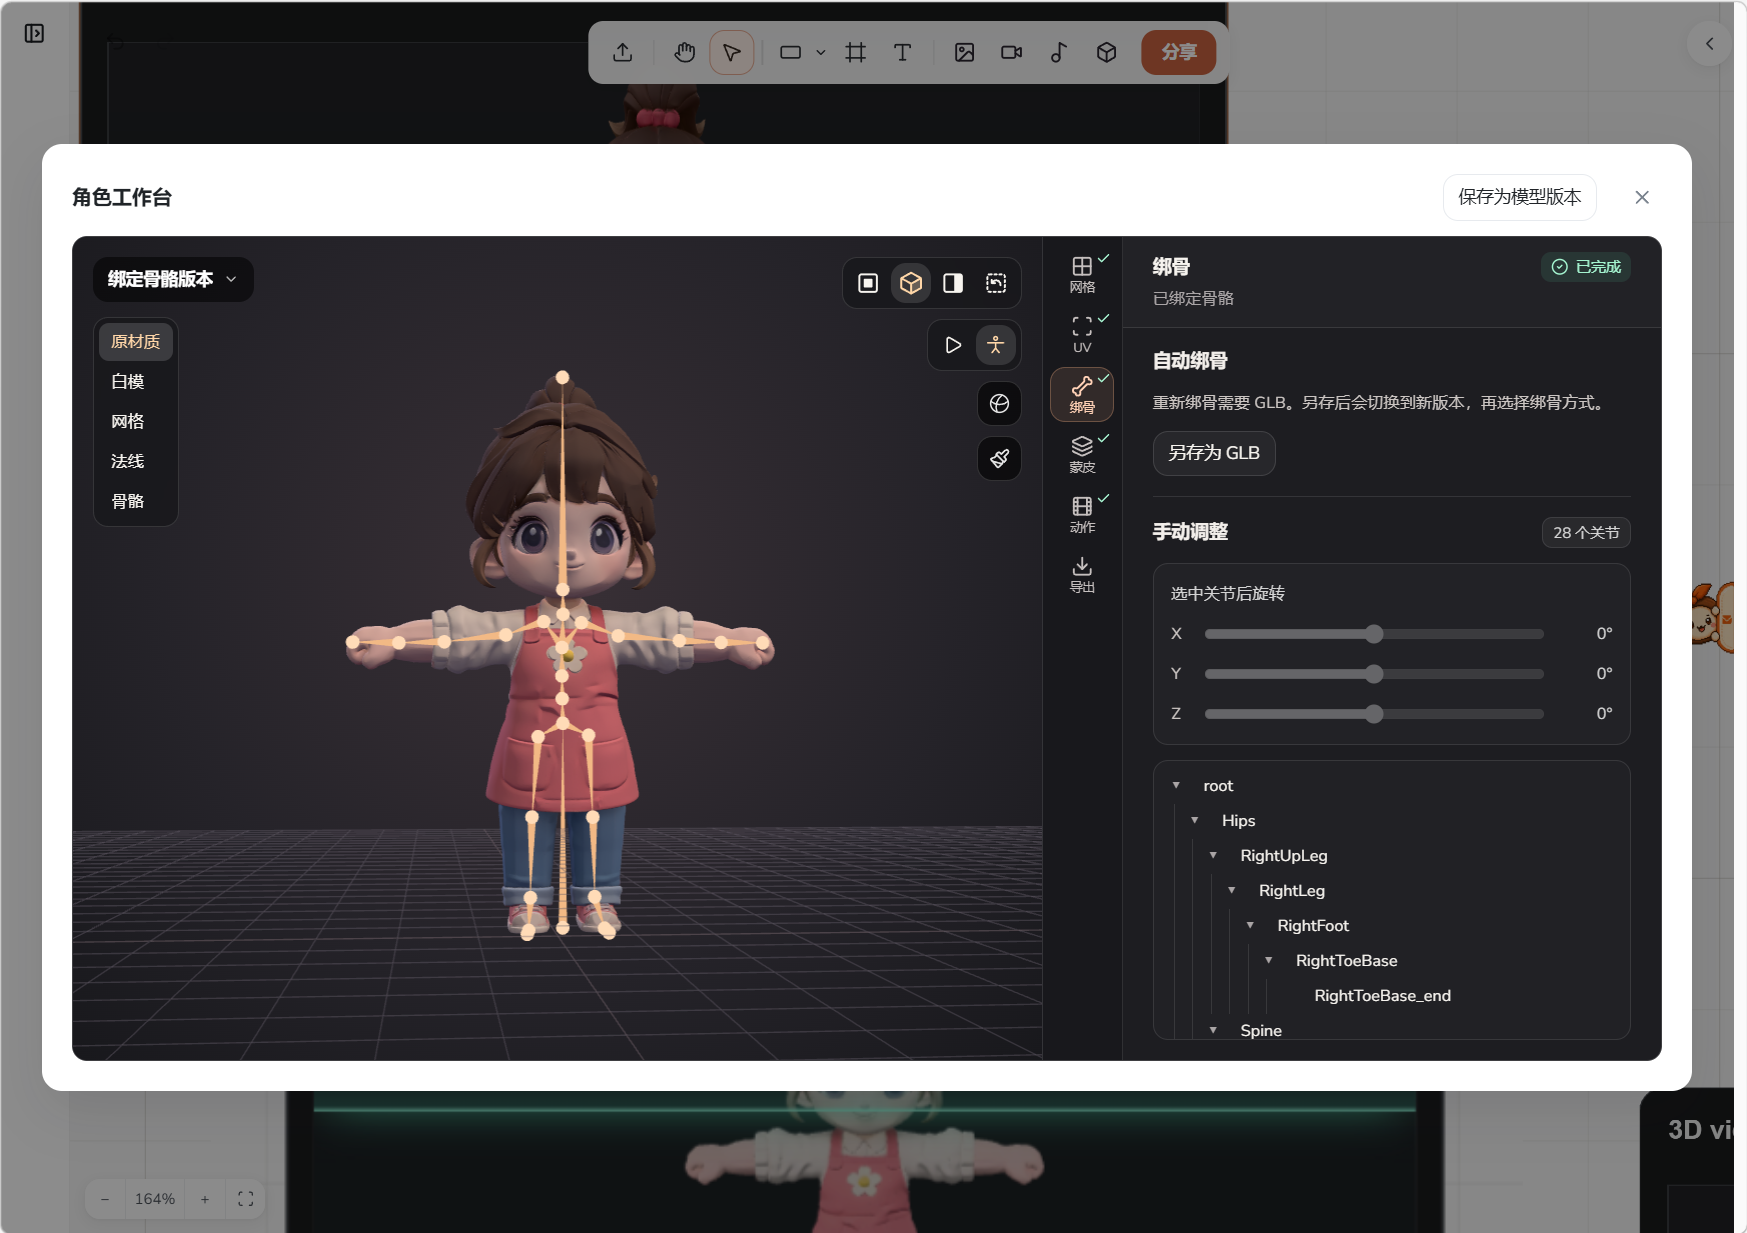 分享
角色工作台
保存为模型版本
绑定骨骼版本
原材质
白模
网格
法线
骨骼
网格
UV
绑骨
蒙皮
动作
导出
绑骨
已完成
已绑定骨骼
自动绑骨
重新绑骨需要 GLB。另存后会切换到新版本，再选择绑骨方式。
另存为 GLB
手动调整
28 个关节
选中关节后旋转
X 0°
Y 0°
Z 0°
root
Hips
RightUpLeg
RightLeg
RightFoot
RightToeBase
RightToeBase_end
Spine
3D vi
− 164% +